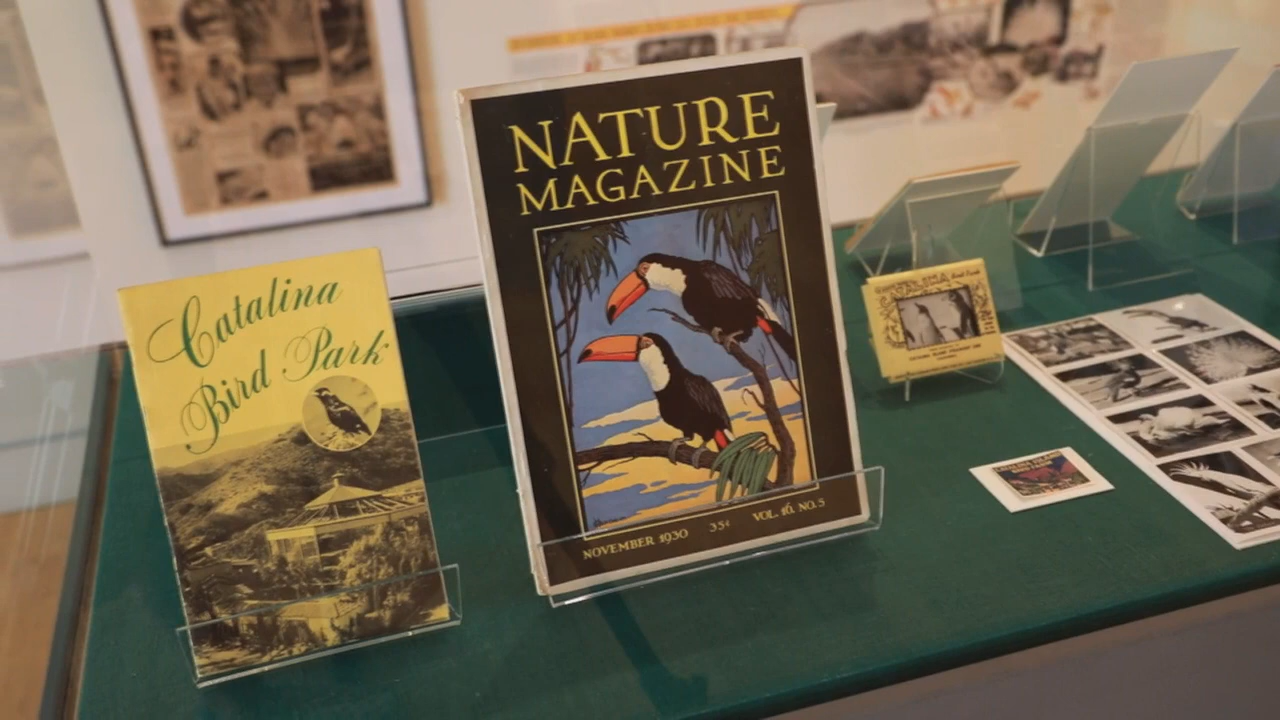 Catalina
Bird Park
NATURE
MAGAZINE
NOVEMBER 1930 35¢ VOL. 16. NO. 5